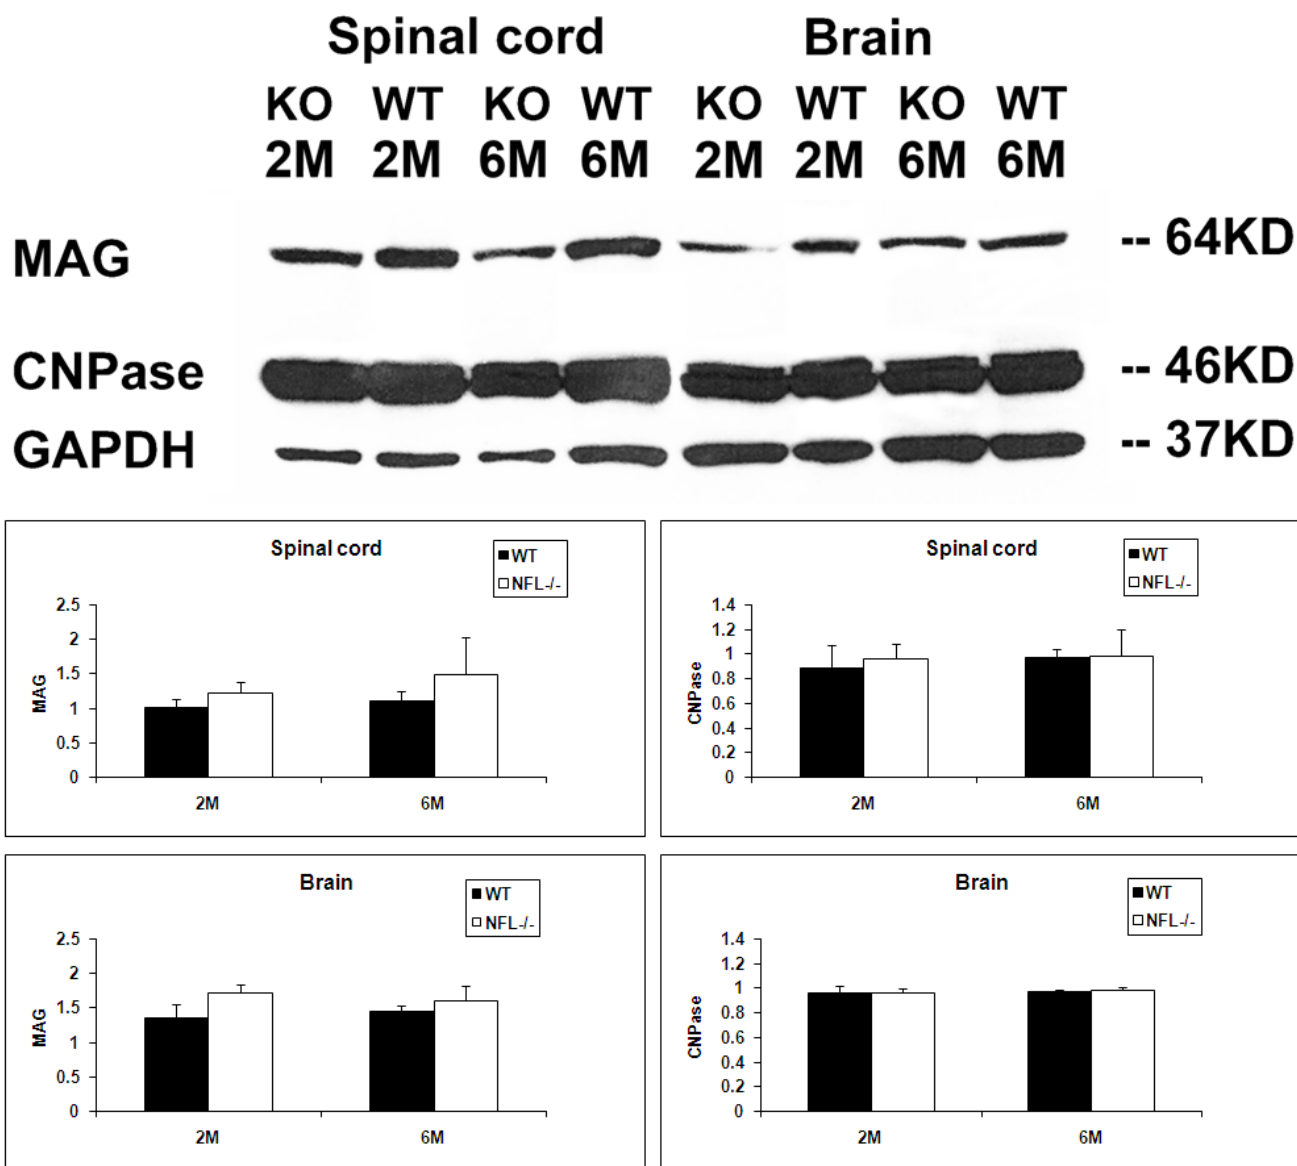 Spinal cord Brain
KO WT KO WT KO WT KO WT
2M 2M 6M 6M 2M 2M 6M 6M
MAG -- 64KD
CNPase -- 46KD
GAPDH -- 37KD
Spinal cord
WT
NFL-/-
2.5
2
1.5
1
0.5
0
MAG
2M 6M
Spinal cord
WT
NFL-/-
1.4
1.2
1
0.8
0.6
0.4
0.2
0
CNPase
2M 6M
Brain
WT
NFL-/-
2.5
2
1.5
1
0.5
0
MAG
2M 6M
Brain
WT
NFL-/-
1.4
1.2
1
0.8
0.6
0.4
0.2
0
CNPase
2M 6M